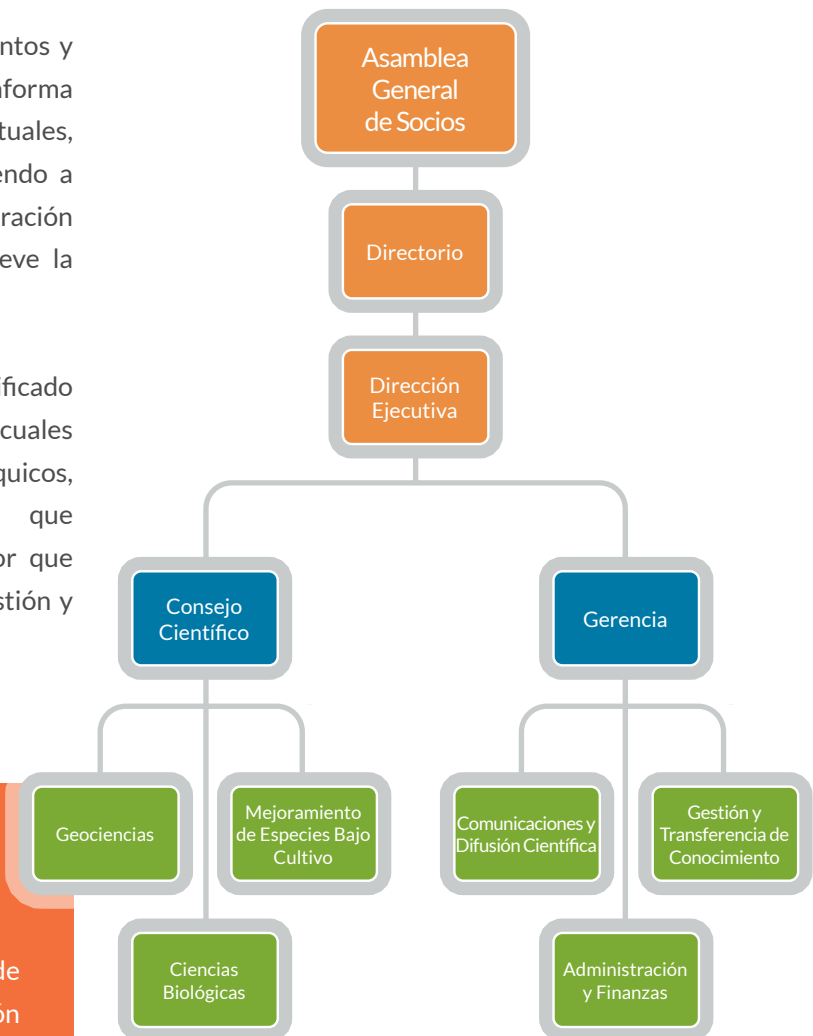 ntos y
nforma
tuales,
endo a
ración
eve la
ificado
cuales
quicos,
que
or que
stión y
de
ón
Asamblea
General
de Socios
Directorio
Dirección
Ejecutiva
Consejo
Científico
Gerencia
Geociencias
Mejoramiento
de Especies Bajo
Cultivo
Comunicaciones y
Difusión Científica
Gestión y
Transferencia de
Conocimiento
Ciencias
Biológicas
Administración
y Finanzas